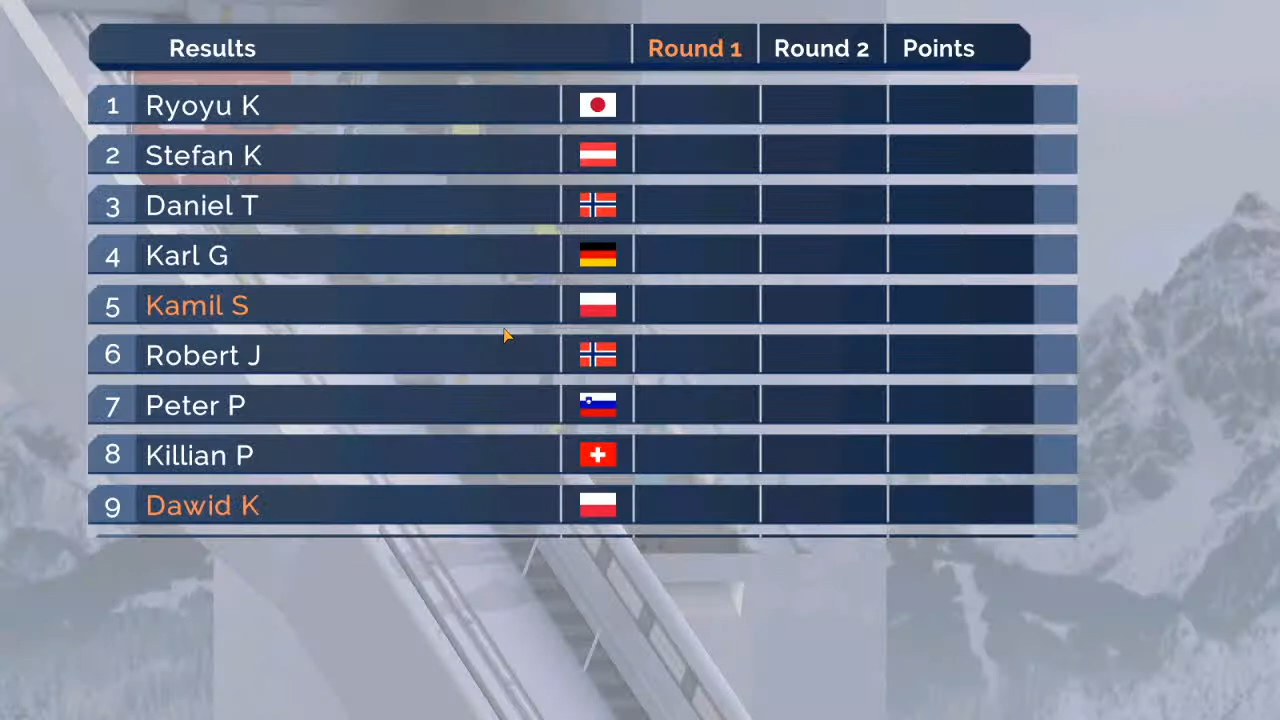 Results Round 1 Round 2 Points
1 Ryoyu K
2 Stefan K
3 Daniel T
4 Karl G
5 Kamil S
6 Robert J
7 Peter P
8 Killian P
9 Dawid K